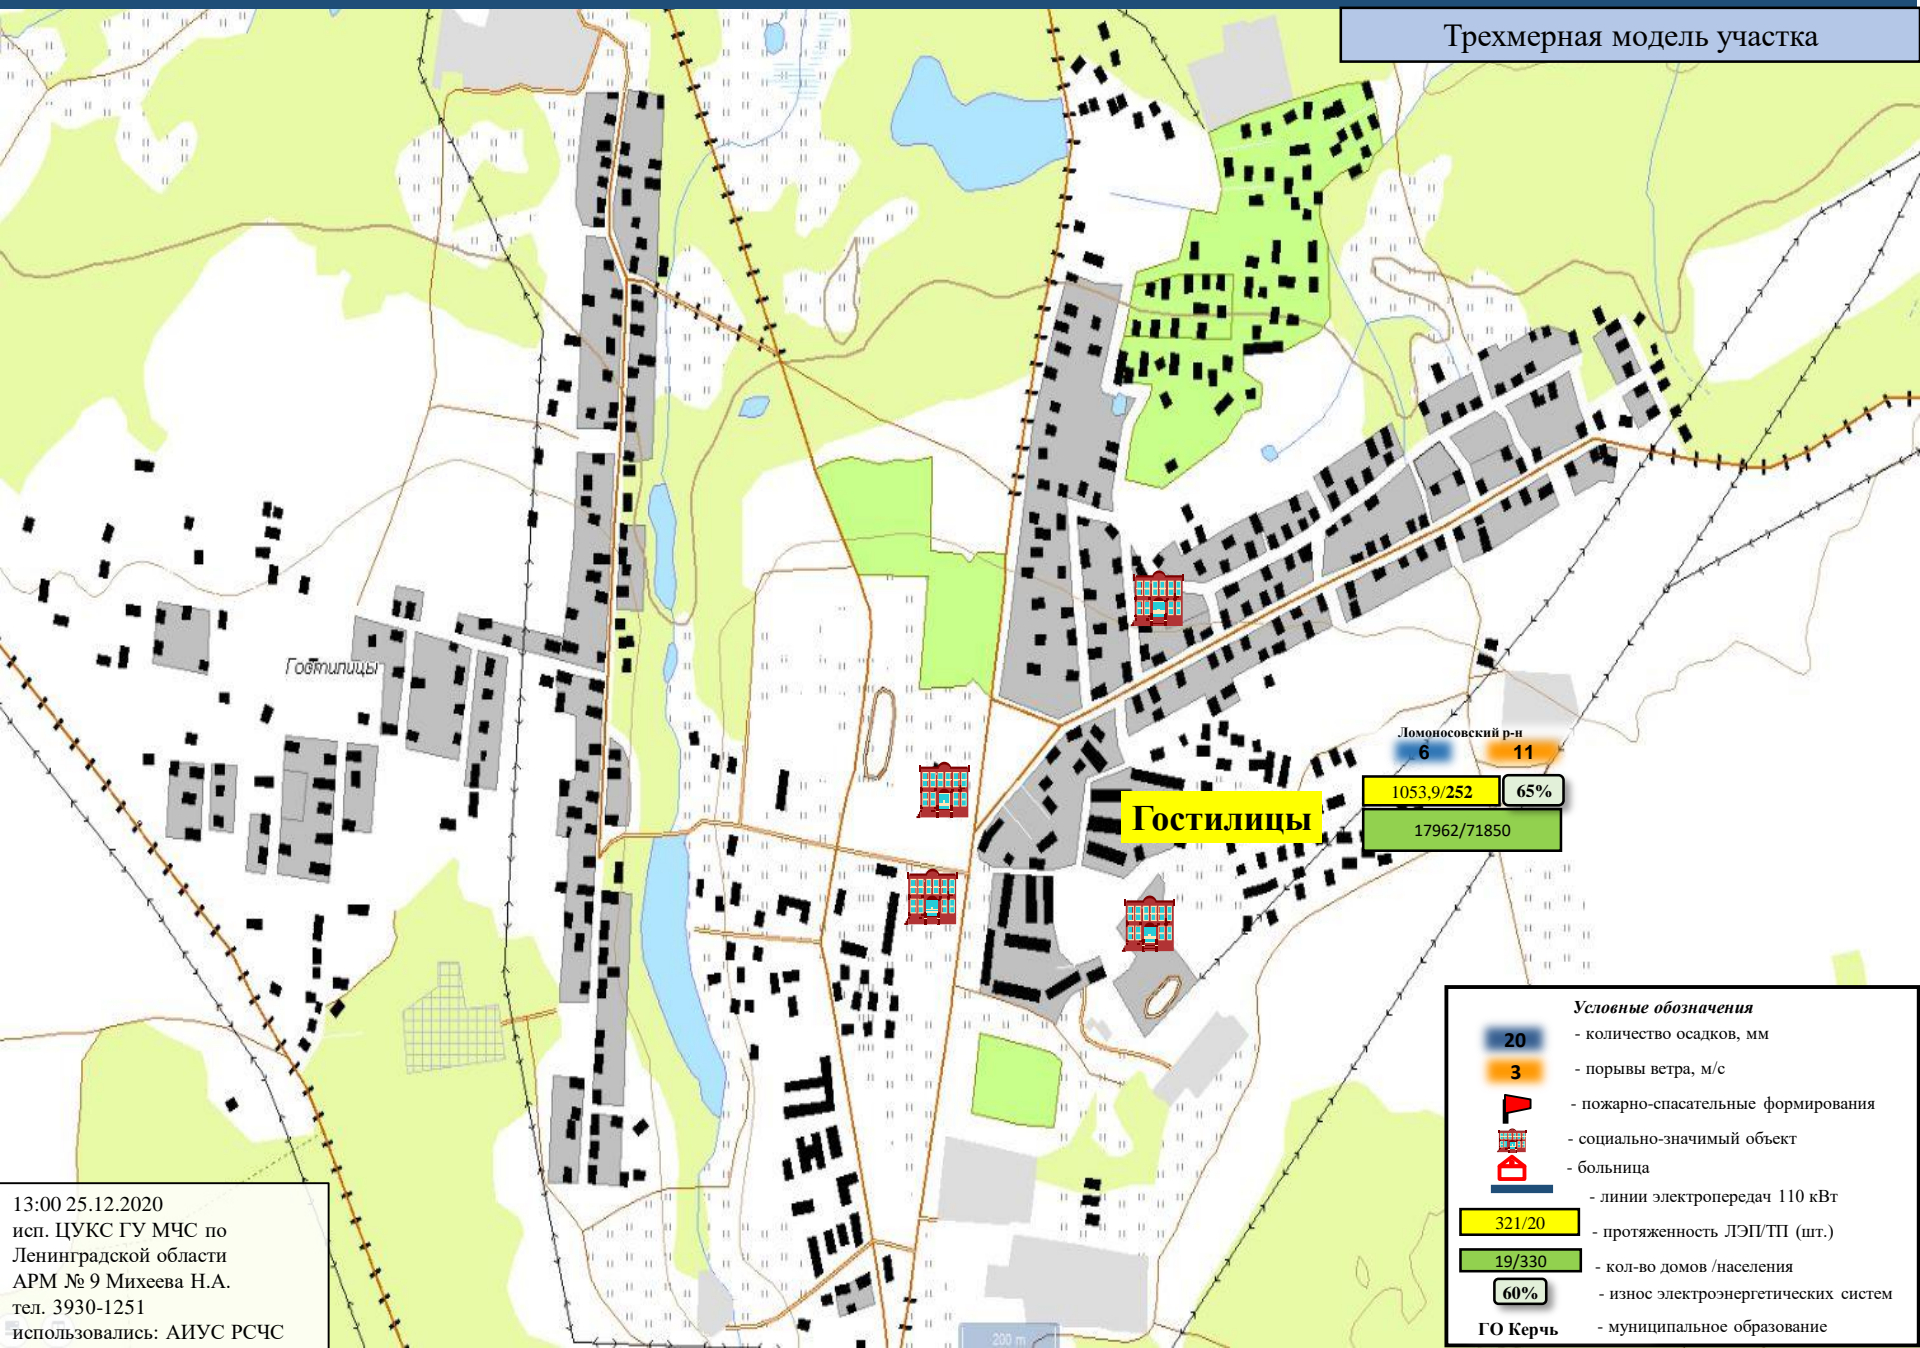 Трехмерная модель участка
Гостилицы
Ломоносовский р-н
6 11
1053,9/252 65%
17962/71850
Гостилицы
Условные обозначения
20 - количество осадков, мм
3 - порывы ветра, м/с
- пожарно-спасательные формирования
- социально-значимый объект
- больница
- линии электропередач 110 кВт
321/20 - протяженность ЛЭП/ТП (шт.)
19/330 - кол-во домов /населения
60% - износ электроэнергетических систем
ГО Керчь - муниципальное образование
13:00 25.12.2020
исп. ЦУКС ГУ МЧС по
Ленинградской области
АРМ № 9 Михеева Н.А.
тел. 3930-1251
использовались: АИУС РСЧС
200 m